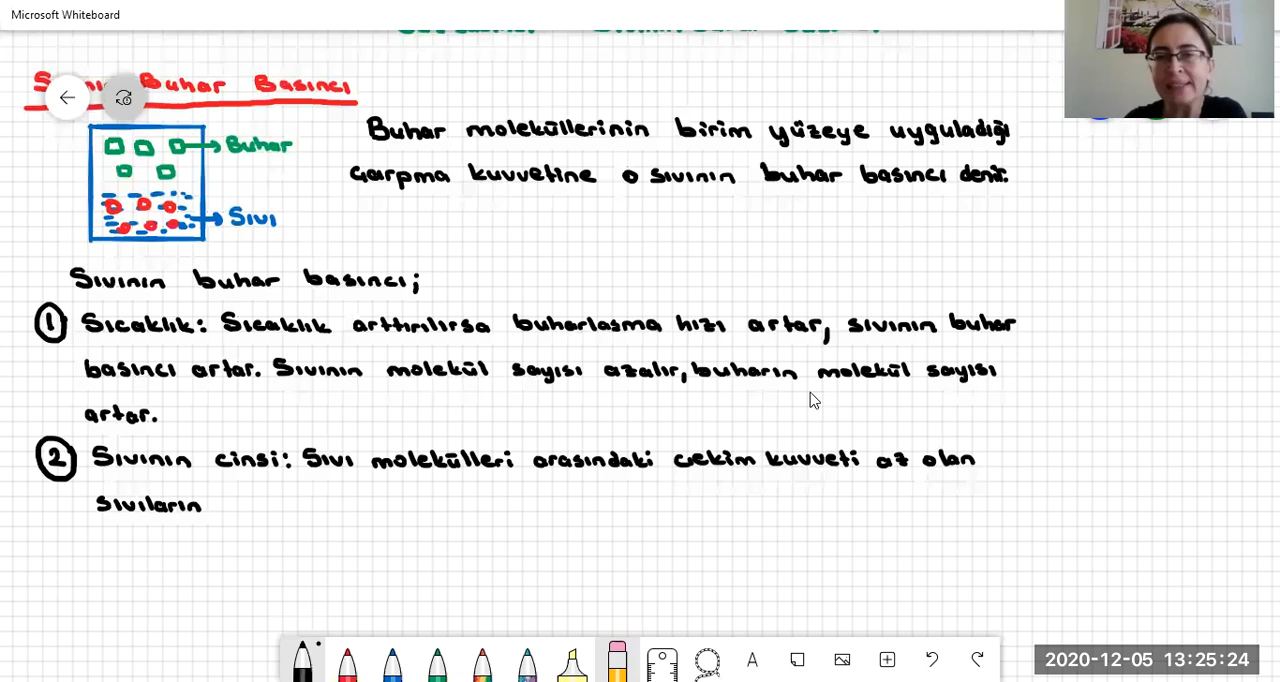 Microsoft Whiteboard
Buhar Basıncı
Buhar
Sıvı
Buhar moleküllerinin birim yüzeye uyguladığı
çarpma kuvvetine o sıvının buhar basıncı denir.
Sıvının buhar basıncı;
① Sıcaklık: Sıcaklık arttırılırsa buharlaşma hızı artar, sıvının buhar
basıncı artar. Sıvının molekül sayısı azalır, buharın molekül sayısı
artar.
② Sıvının cinsi: Sıvı molekülleri arasındaki çekim kuvveti az olan
sıvıların
A
2020-12-05 13:25:24